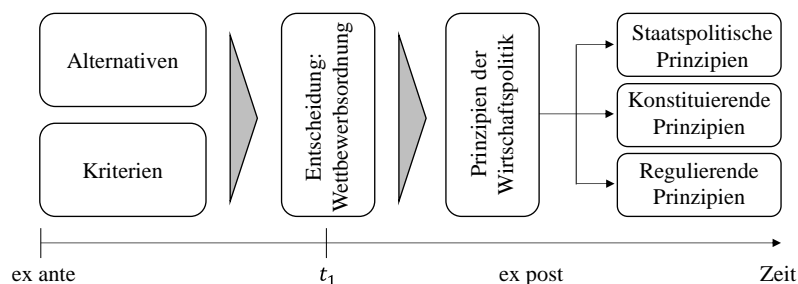 Alternativen
Kriterien
Entscheidung:
Wettbewerbsordnung
Prinzipien der
Wirtschaftspolitik
Staatspolitische
Prinzipien
Konstituierende
Prinzipien
Regulierende
Prinzipien
ex ante
t₁
ex post
Zeit